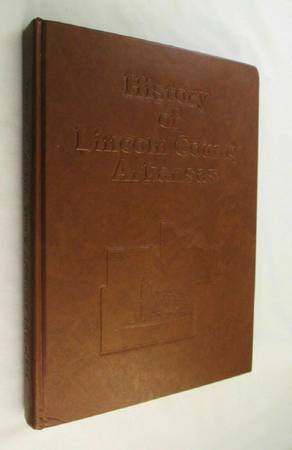 History
of
Lincoln County
Arkansas